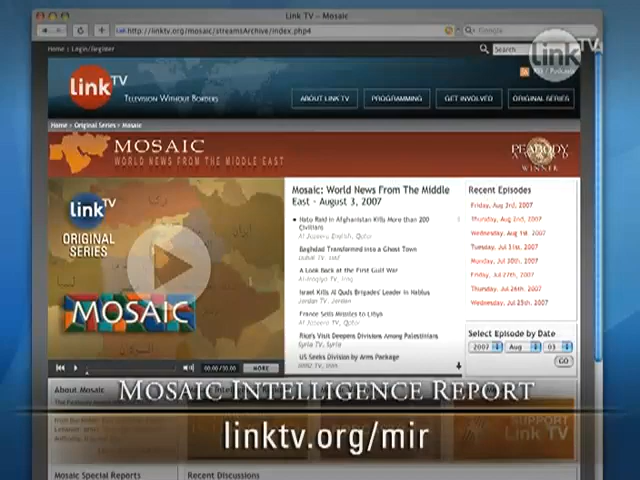 Link TV – Mosaic
http://linktv.org/mosaic/streamsArchive/index.php4
Google
Home | Login/Register
Search
link TV
RSS / Podcasts
link TV
TELEVISION WITHOUT BORDERS
ABOUT LINK TV
PROGRAMMING
GET INVOLVED
ORIGINAL SERIES
Home > Original Series > Mosaic
MOSAIC
WORLD NEWS FROM THE MIDDLE EAST
PEABODY
AWARD
WINNER
link TV
ORIGINAL
SERIES
MOSAIC
00:00/00:00
MORE
Mosaic: World News From The Middle
East - August 3, 2007
Nato Raid in Afghanistan Kills More than 200
Civilians
Al Jazeera English, Qatar
Baghdad Transformed into a Ghost Town
Dubai TV, UAE
A Look Back at the First Gulf War
Al-Iraqiya TV, Iraq
Israel Kills Al Quds Brigades' Leader in Nablus
Jordan TV, Jordan
France Sells Missiles to Libya
Al Jazeera TV, Qatar
Rice's Visit Deepens Divisions Among Palestinians
Syria TV, Syria
US Seeks Division by Arms Package
Recent Episodes
Friday, Aug 3rd, 2007
Thursday, Aug 2nd, 2007
Wednesday, Aug 1st, 2007
Tuesday, Jul 31st, 2007
Monday, Jul 30th, 2007
Friday, Jul 27th, 2007
Thursday, Jul 26th, 2007
Wednesday, Jul 25th, 2007
Select Episode by Date
2007
Aug
03
GO
About Mosaic
MOSAIC INTELLIGENCE REPORT
linktv.org/mir
SUPPORT
Link TV
Mosaic Special Reports
Recent Discussions